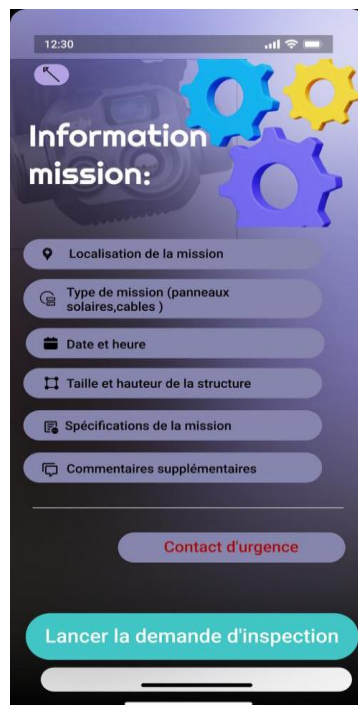 12:30
Information
mission:
Localisation de la mission
Type de mission (panneaux
solaires,cables )
Date et heure
Taille et hauteur de la structure
Spécifications de la mission
Commentaires supplémentaires
Contact d'urgence
Lancer la demande d'inspection